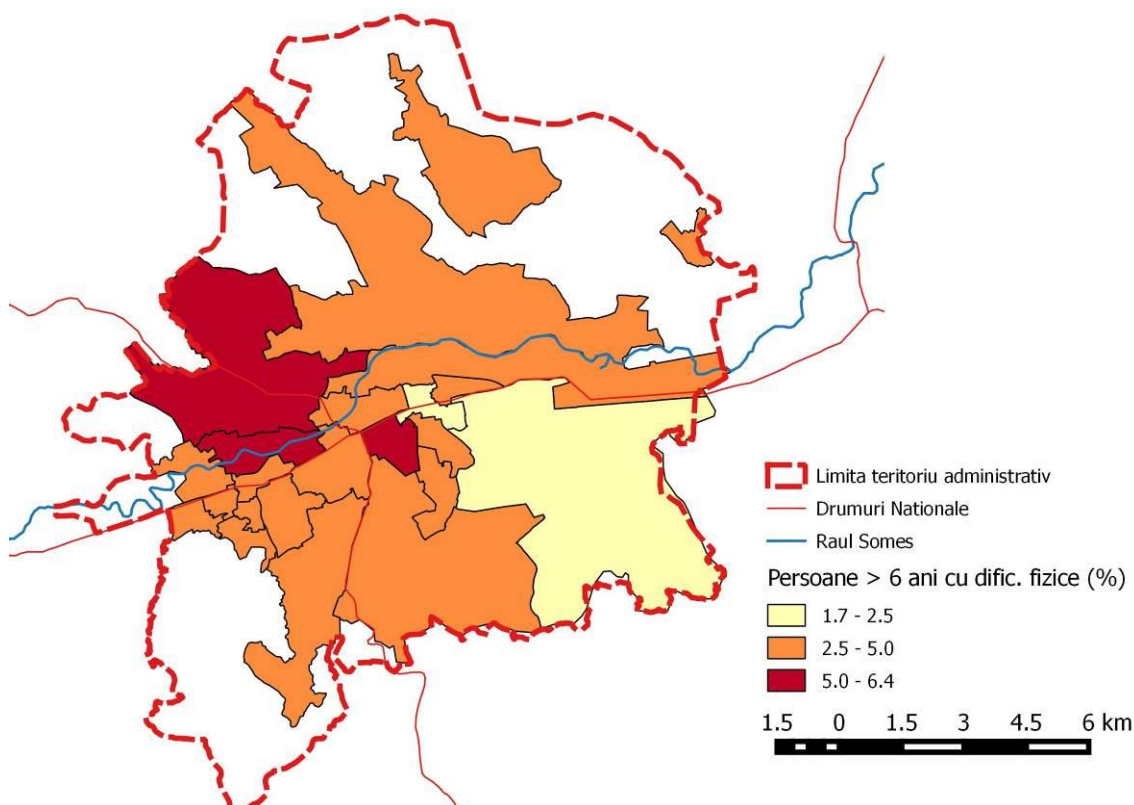 Limita teritoriu administrativ
Drumuri Nationale
Raul Somes
Persoane > 6 ani cu dific. fizice (%)
1.7 - 2.5
2.5 - 5.0
5.0 - 6.4
1.5 0 1.5 3 4.5 6 km